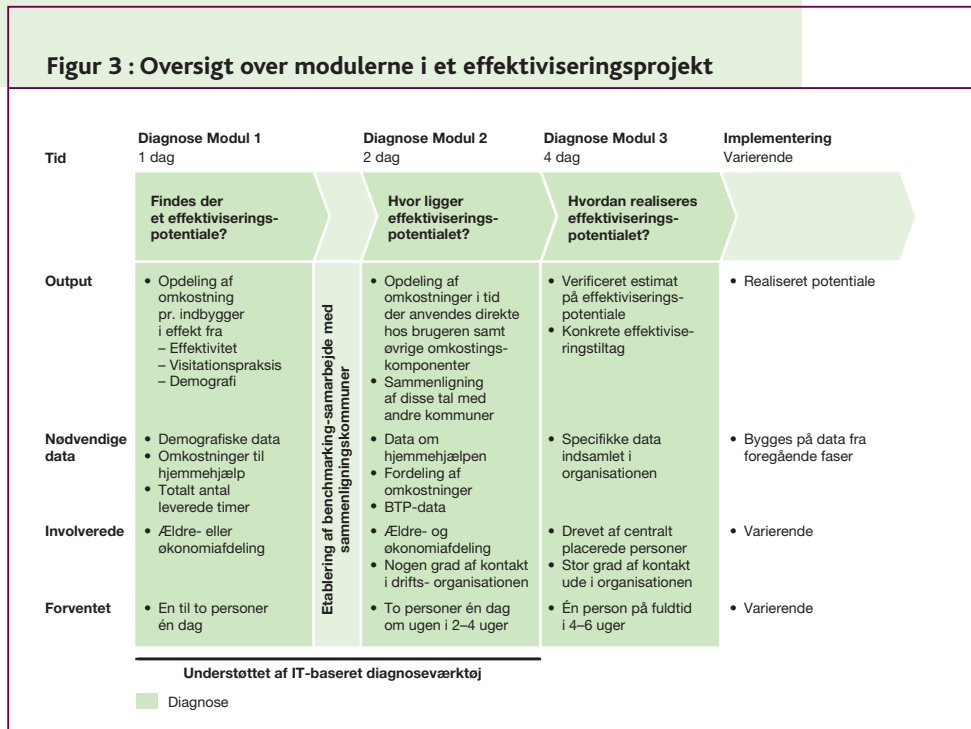 Figur 3 : Oversigt over modulerne i et effektiviseringsprojekt
Tid
Diagnose Modul 1
1 dag
Diagnose Modul 2
2 dag
Diagnose Modul 3
4 dag
Implementering
Varierende
Findes der
et effektiviserings-
potentiale?
Hvor ligger
effektiviserings-
potentialet?
Hvordan realiseres
effektiviserings-
potentialet?
Etablering af benchmarking-samarbejde med
sammenligningskommuner
Output
• Opdeling af
omkostning
pr. indbygger
i effekt fra
– Effektivitet
– Visitationspraksis
– Demografi
• Opdeling af
omkostninger i tid
der anvendes direkte
hos brugeren samt
øvrige omkostings-
komponenter
• Sammenligning
af disse tal med
andre kommuner
• Verificeret estimat
på effektiviserings-
potentiale
• Konkrete effektivise-
ringstiltag
• Realiseret potentiale
Nødvendige
data
• Demografiske data
• Omkostninger til
hjemmehjælp
• Totalt antal
leverede timer
• Data om
hjemmehjælpen
• Fordeling af
omkostninger
• BTP-data
• Specifikke data
indsamlet i
organisationen
• Bygges på data fra
foregående faser
Involverede
• Ældre- eller
økonomiafdeling
• Ældre- og
økonomiafdeling
• Nogen grad af kontakt
i drifts- organisationen
• Drevet af centralt
placerede personer
• Stor grad af kontakt
ude i organisationen
• Varierende
Forventet
• En til to personer
én dag
• To personer én dag
om ugen i 2–4 uger
• Én person på fuldtid
i 4–6 uger
• Varierende
Understøttet af IT-baseret diagnoseværktøj
Diagnose